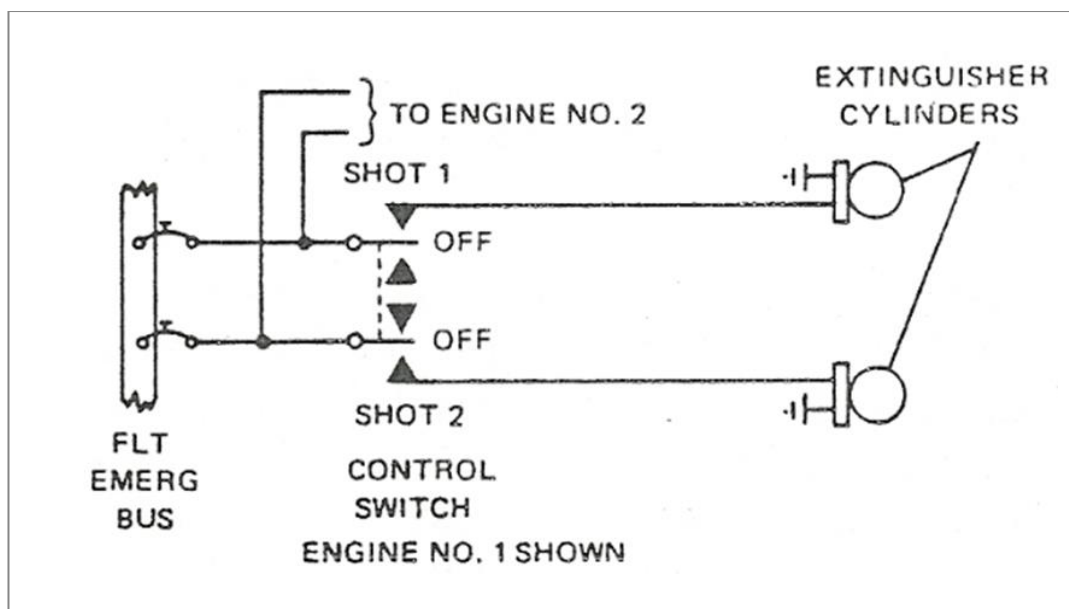 EXTINGUISHER
CYLINDERS
TO ENGINE NO. 2
SHOT 1
OFF
OFF
SHOT 2
FLT
EMERG
BUS
CONTROL
SWITCH
ENGINE NO. 1 SHOWN